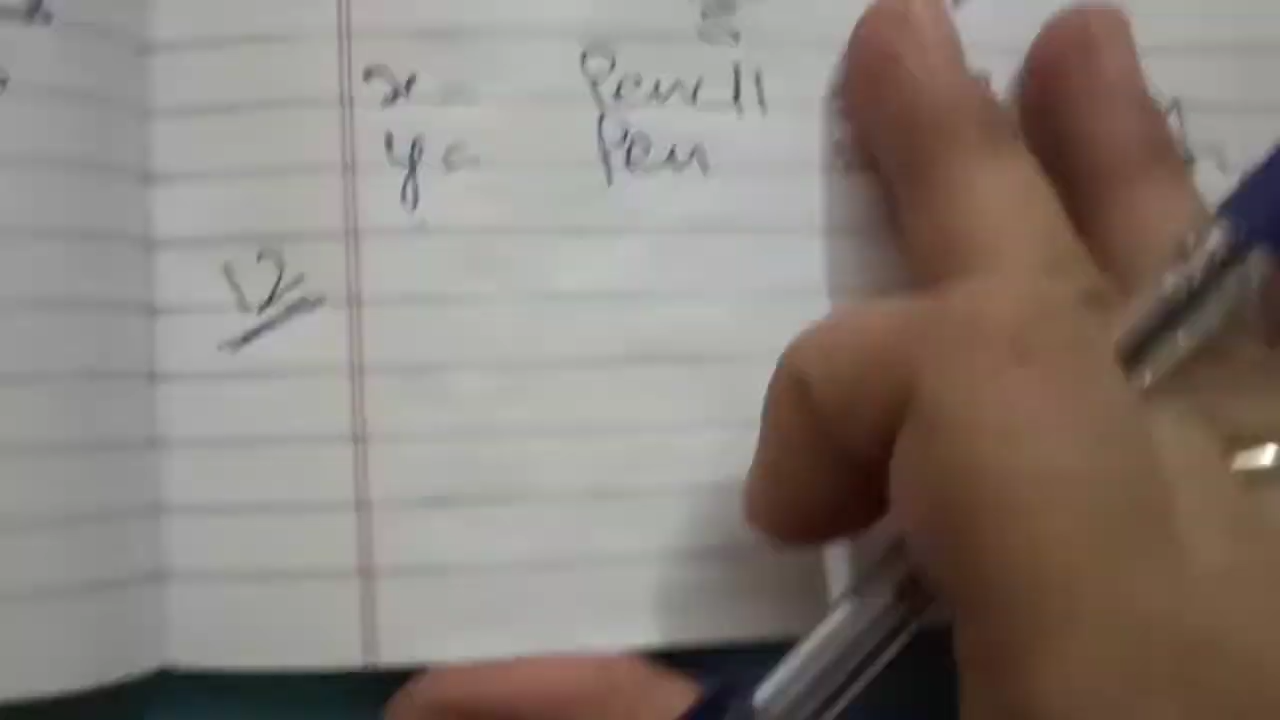 x = Pencil
y = Pen
12